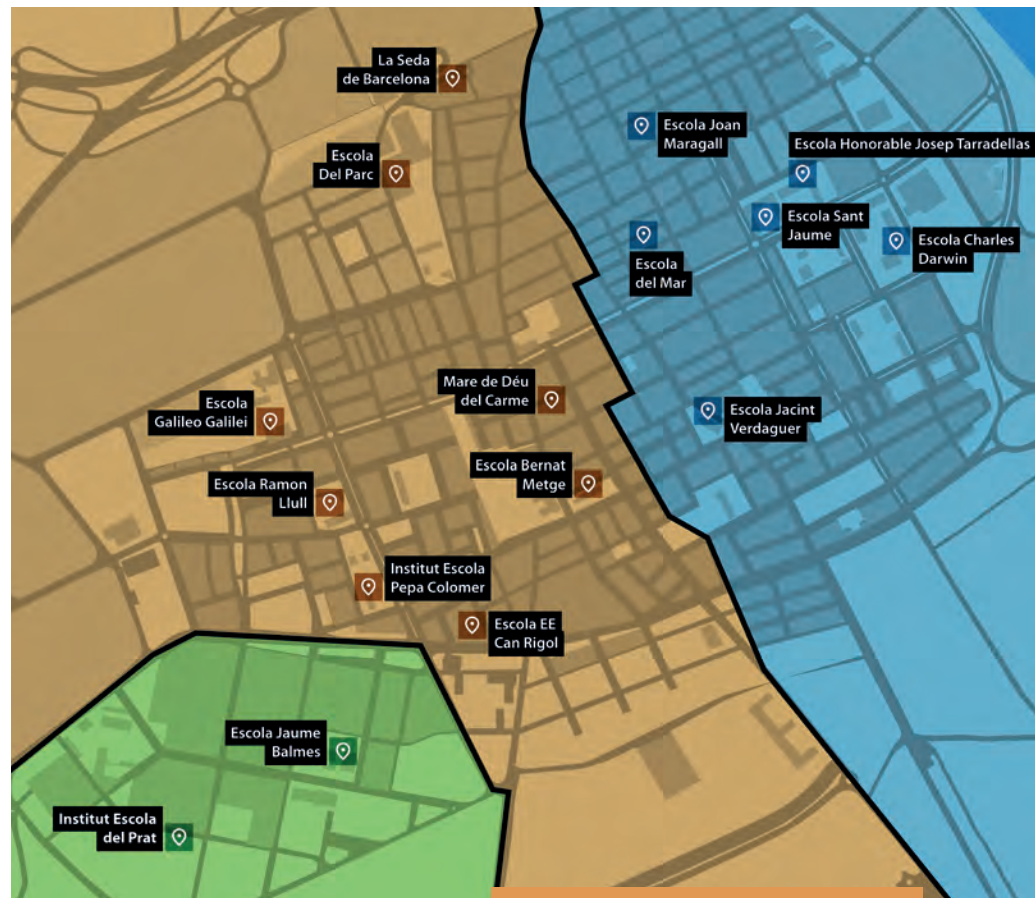 La Seda
de Barcelona
Escola Joan
Maragall
Escola Honorable Josep Tarradellas
Escola
Del Parc
Escola Sant
Jaume
Escola Charles
Darwin
Escola
del Mar
Mare de Déu
del Carme
Escola
Galileo Galilei
Escola Jacint
Verdaguer
Escola Bernat
Metge
Escola Ramon
Llull
Institut Escola
Pepa Colomer
Escola EE
Can Rigol
Escola Jaume
Balmes
Institut Escola
del Prat